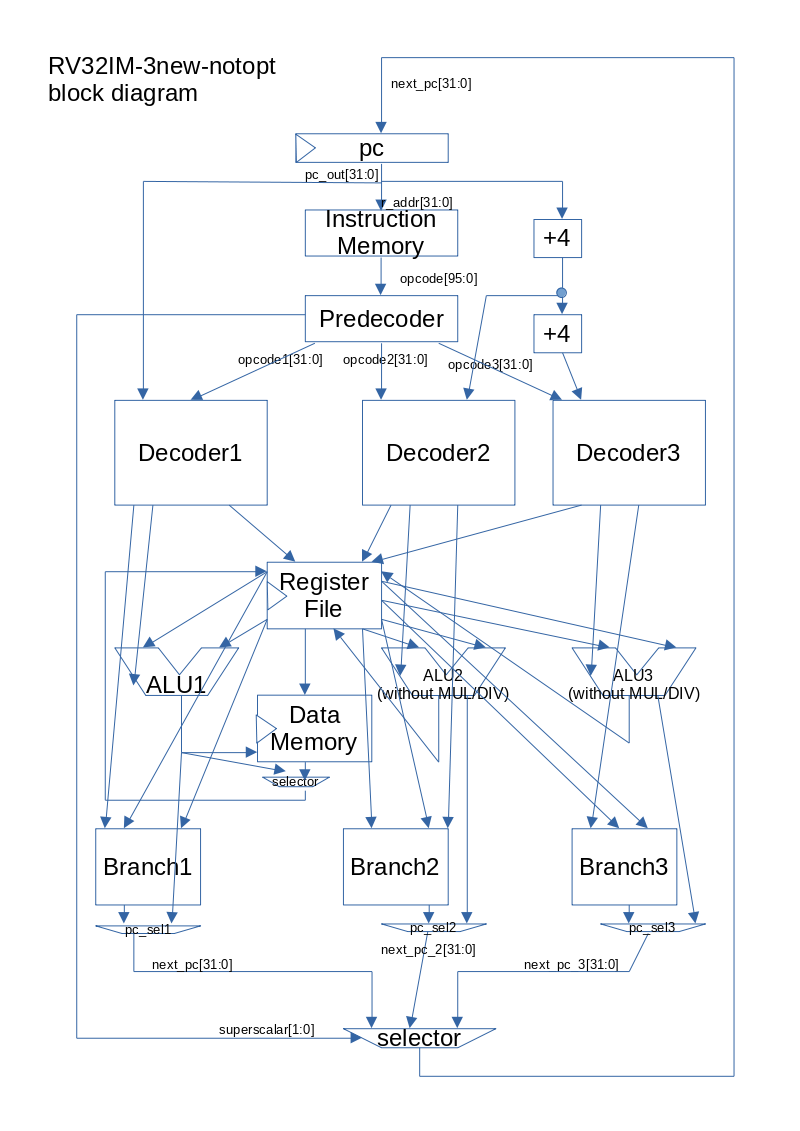 RV32IM-3new-notopt
block diagram
next_pc[31:0]
pc
pc_out[31:0]
r_addr[31:0]
Instruction
Memory
+4
opcode[95:0]
Predecoder
+4
opcode1[31:0]
opcode2[31:0]
opcode3[31:0]
Decoder1
Decoder2
Decoder3
Register
File
ALU1
ALU2
(without MUL/DIV)
ALU3
(without MUL/DIV)
Data
Memory
selector
Branch1
Branch2
Branch3
pc_sel1
pc_sel2
pc_sel3
next_pc[31:0]
next_pc_2[31:0]
next_pc_3[31:0]
superscalar[1:0]
selector